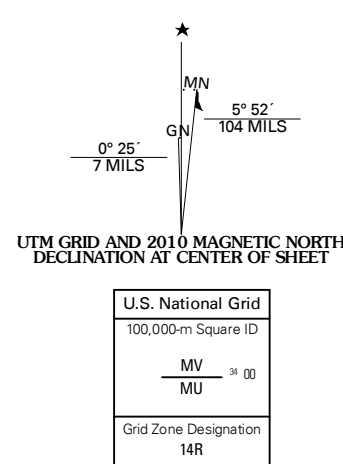 ★
MN
5° 52´
104 MILS
GN
0° 25´
7 MILS
UTM GRID AND 2010 MAGNETIC NORTH
DECLINATION AT CENTER OF SHEET
U.S. National Grid
100,000-m Square ID
MV
34 00
MU
Grid Zone Designation
14R